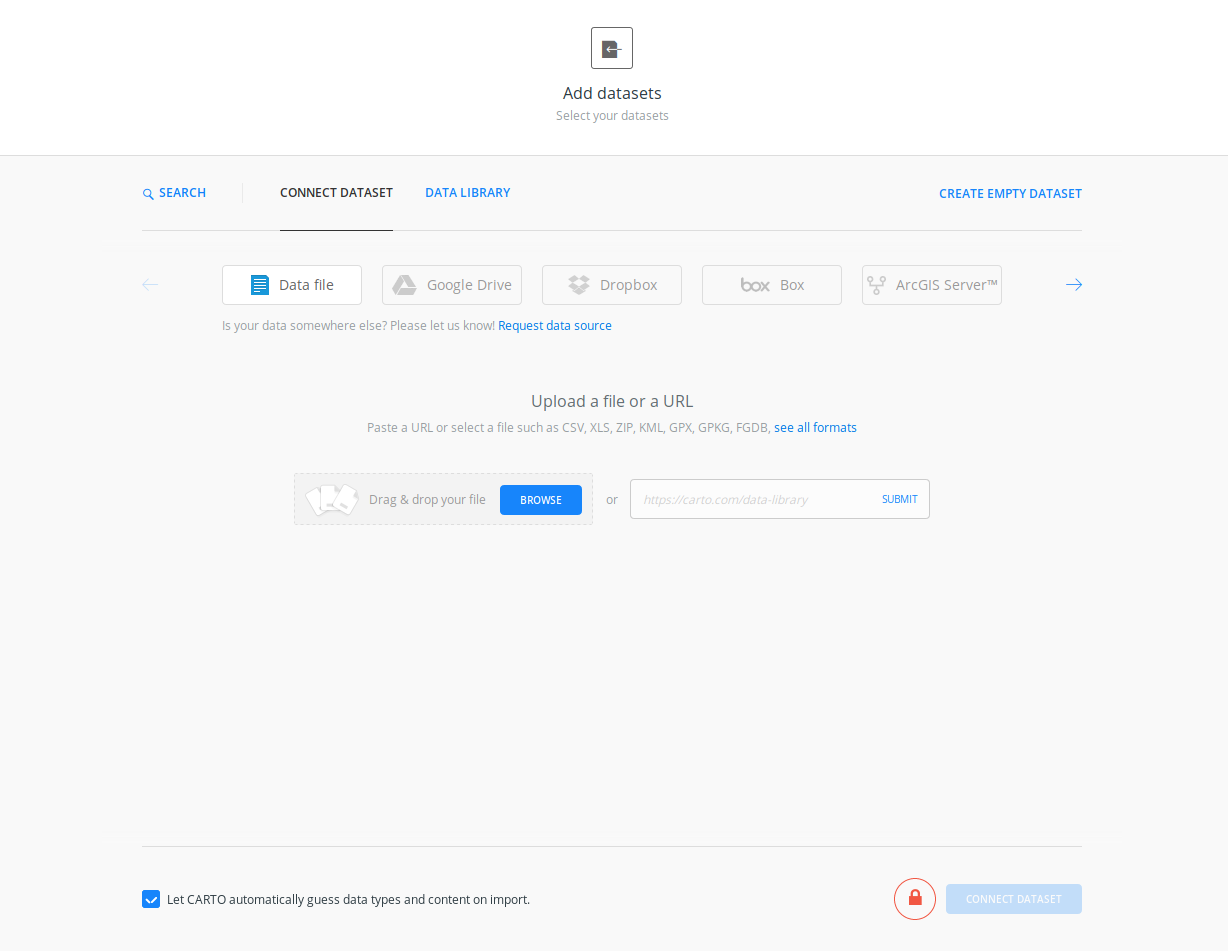 Add datasets
Select your datasets
SEARCH CONNECT DATASET DATA LIBRARY CREATE EMPTY DATASET
Data file Google Drive Dropbox box Box ArcGIS Server™
Is your data somewhere else? Please let us know! Request data source
Upload a file or a URL
Paste a URL or select a file such as CSV, XLS, ZIP, KML, GPX, GPKG, FGDB, see all formats
Drag & drop your file BROWSE or https://carto.com/data-library SUBMIT
Let CARTO automatically guess data types and content on import. CONNECT DATASET